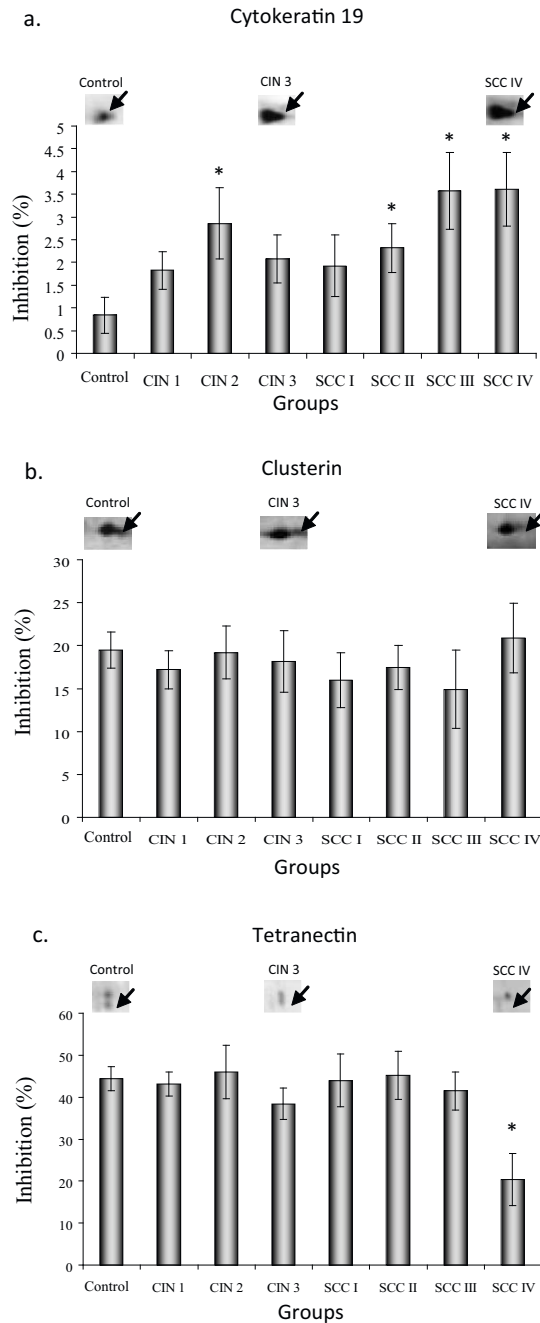 a.
Cytokeratin 19
Control
CIN 3
SCC IV
5
4.5
4
3.5
3
2.5
2
1.5
1
0.5
0
Inhibition (%)
*
*
*
*
Control CIN 1 CIN 2 CIN 3 SCC I SCC II SCC III SCC IV
Groups
b.
Clusterin
Control
CIN 3
SCC IV
30
25
20
15
10
5
0
Inhibition (%)
Control CIN 1 CIN 2 CIN 3 SCC I SCC II SCC III SCC IV
Groups
c.
Tetranectin
Control
CIN 3
SCC IV
60
50
40
30
20
10
0
Inhibition (%)
*
Control CIN 1 CIN 2 CIN 3 SCC I SCC II SCC III SCC IV
Groups